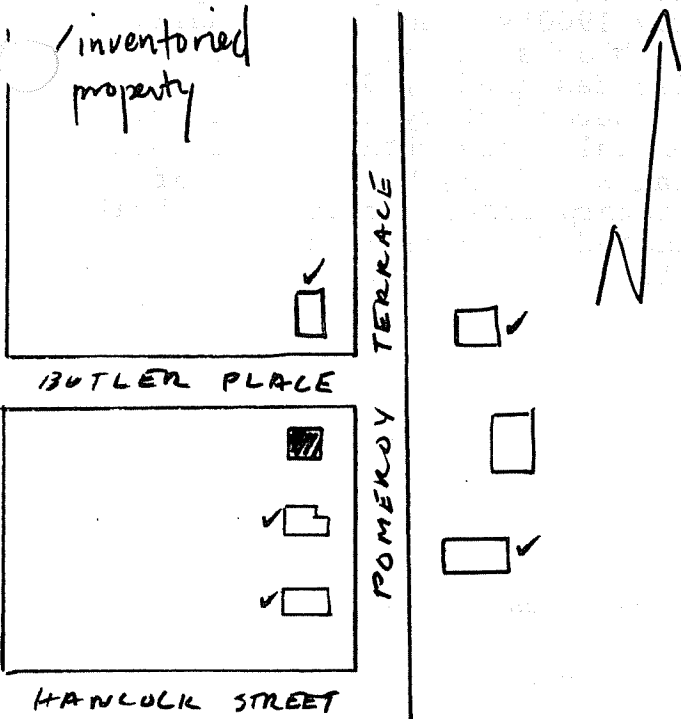 ✓ inventoried
property
TERRACE
BUTLER PLACE
POMEROY
HANCOCK STREET
N